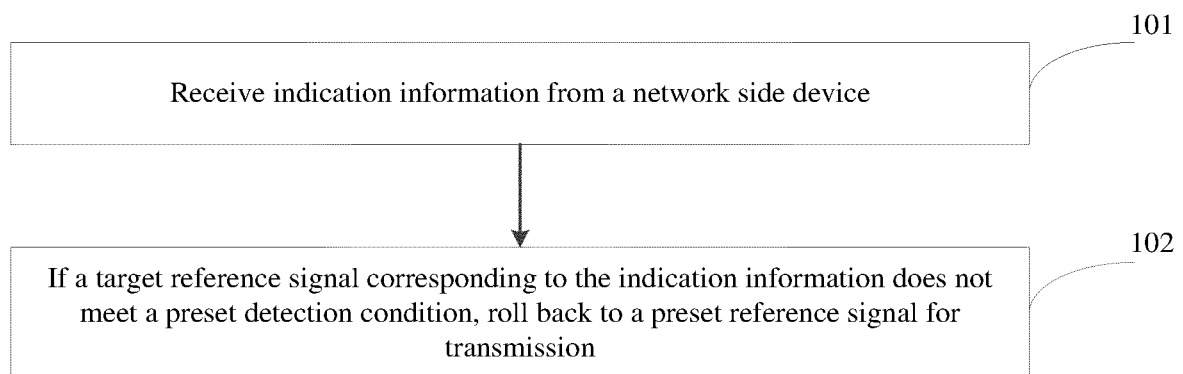 101
Receive indication information from a network side device
102
If a target reference signal corresponding to the indication information does not
meet a preset detection condition, roll back to a preset reference signal for
transmission